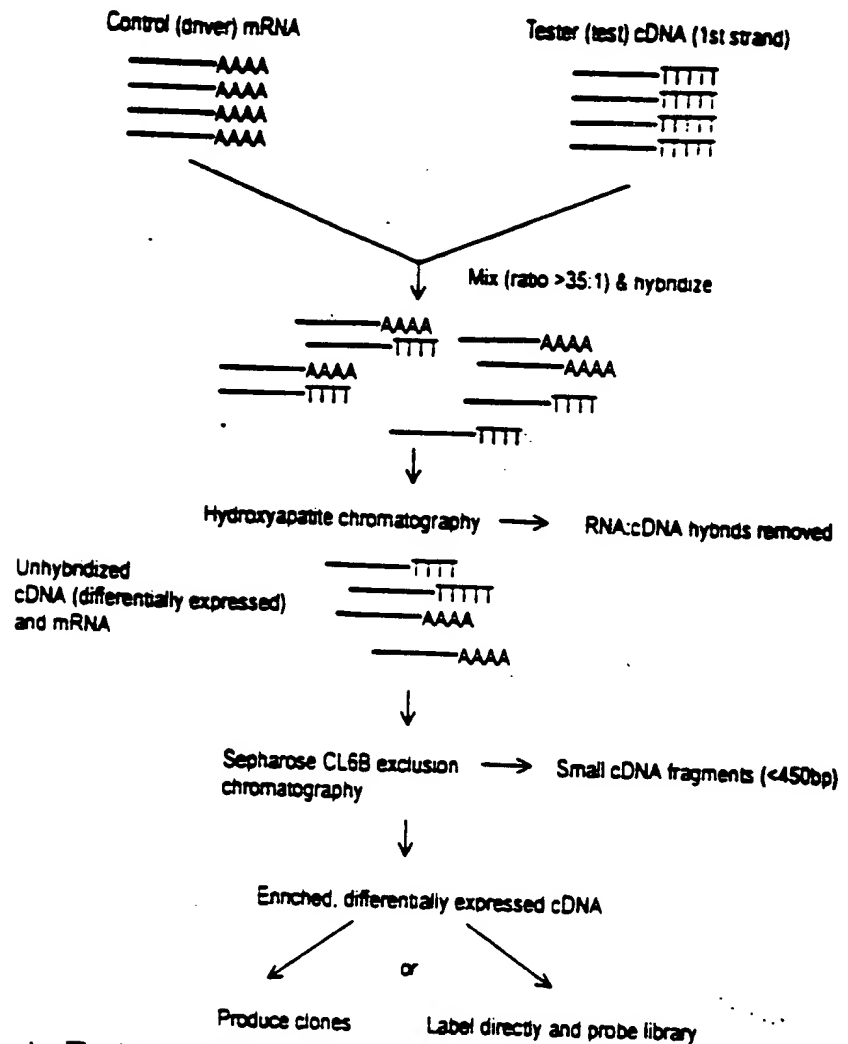 Control (driver) mRNA
Tester (test) cDNA (1st strand)
AAAA
TTTTT
AAAA
TTTTT
AAAA
TTTTT
AAAA
TTTTT
Mix (ratio >35:1) & hybridize
AAAA
TTTT
AAAA
AAAA
AAAA
TTTT
TTTT
TTTT
Hydroxyapatite chromatography
RNA:cDNA hybrids removed
Unhybridized
cDNA (differentially expressed)
and mRNA
TTTT
TTTTT
AAAA
AAAA
Sepharose CL6B exclusion
chromatography
Small cDNA fragments (<450bp)
Enriched, differentially expressed cDNA
or
Produce clones
Label directly and probe library